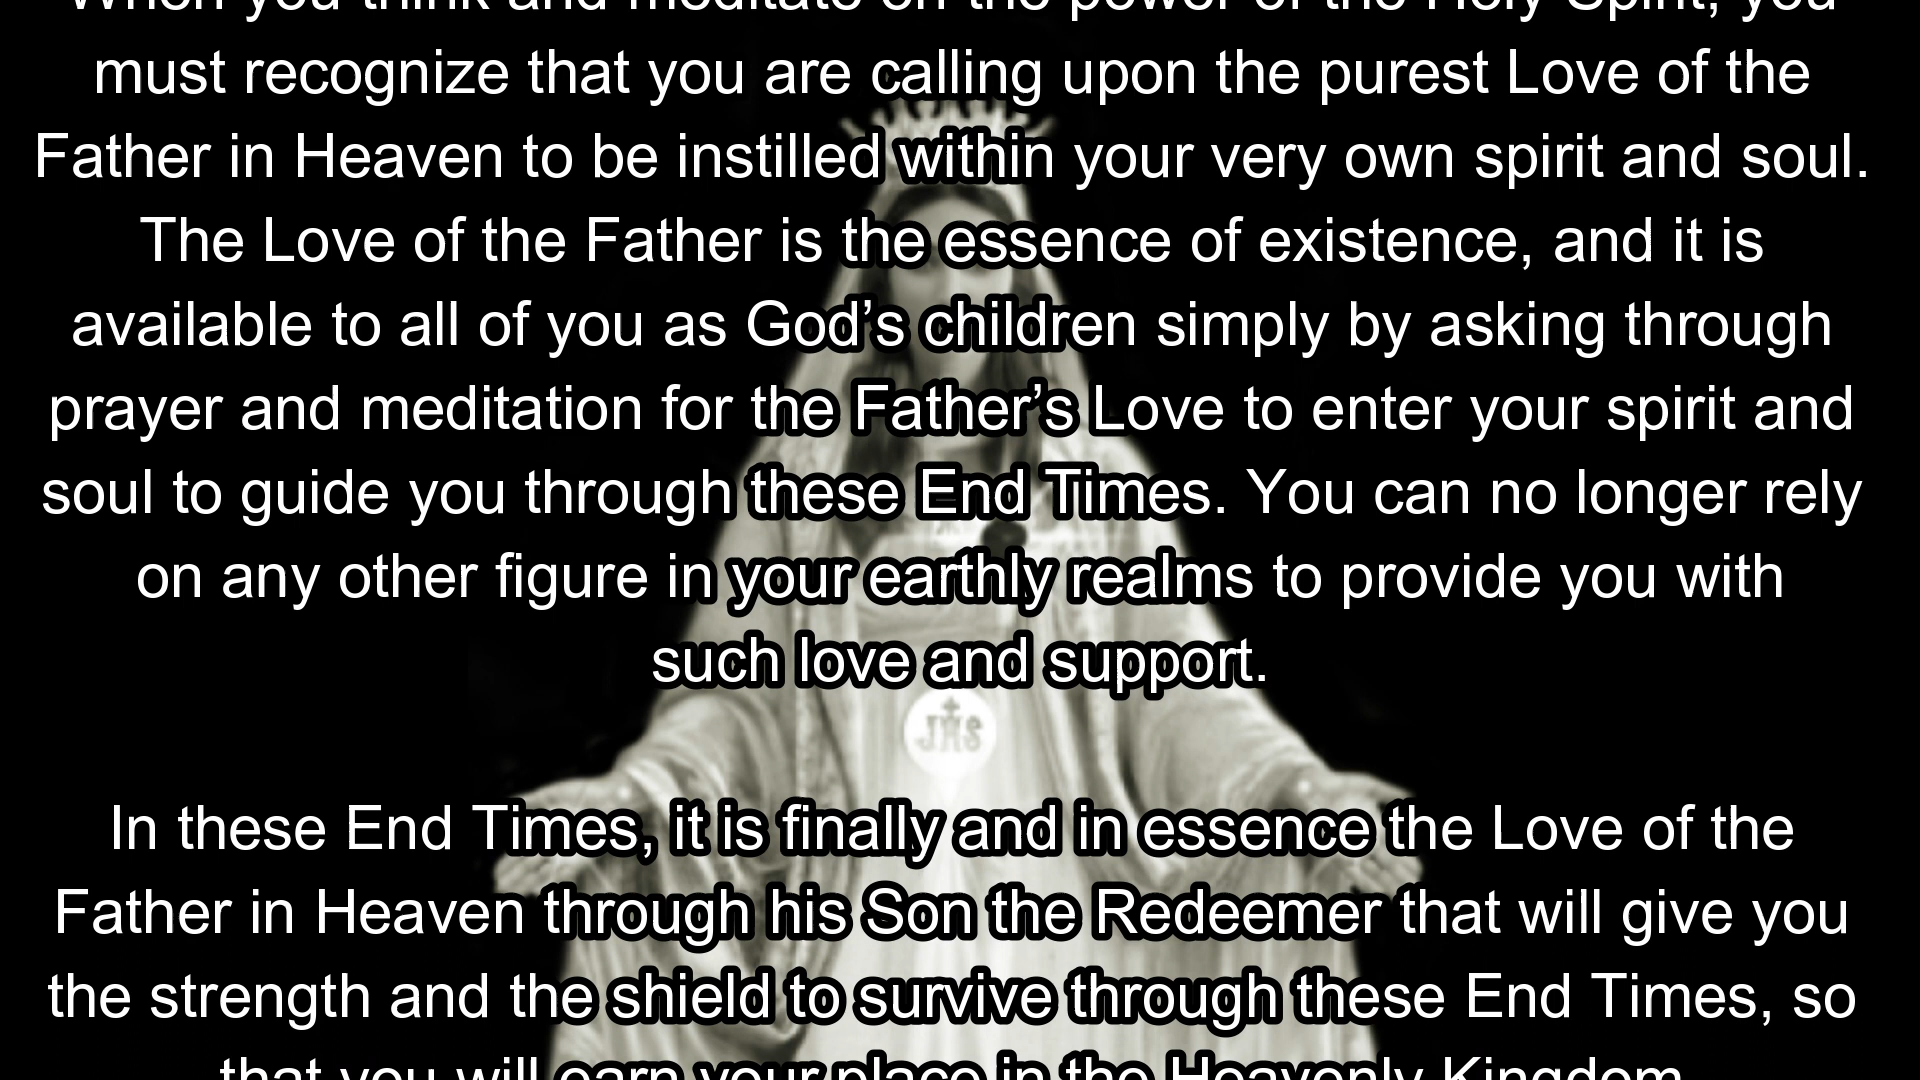 When you think and meditate on the power of the Holy Spirit, you
must recognize that you are calling upon the purest Love of the
Father in Heaven to be instilled within your very own spirit and soul.
The Love of the Father is the essence of existence, and it is
available to all of you as God’s children simply by asking through
prayer and meditation for the Father’s Love to enter your spirit and
soul to guide you through these End Times. You can no longer rely
on any other figure in your earthly realms to provide you with
such love and support.
JHS
In these End Times, it is finally and in essence the Love of the
Father in Heaven through his Son the Redeemer that will give you
the strength and the shield to survive through these End Times, so
that you will earn your place in the Heavenly Kingdom.